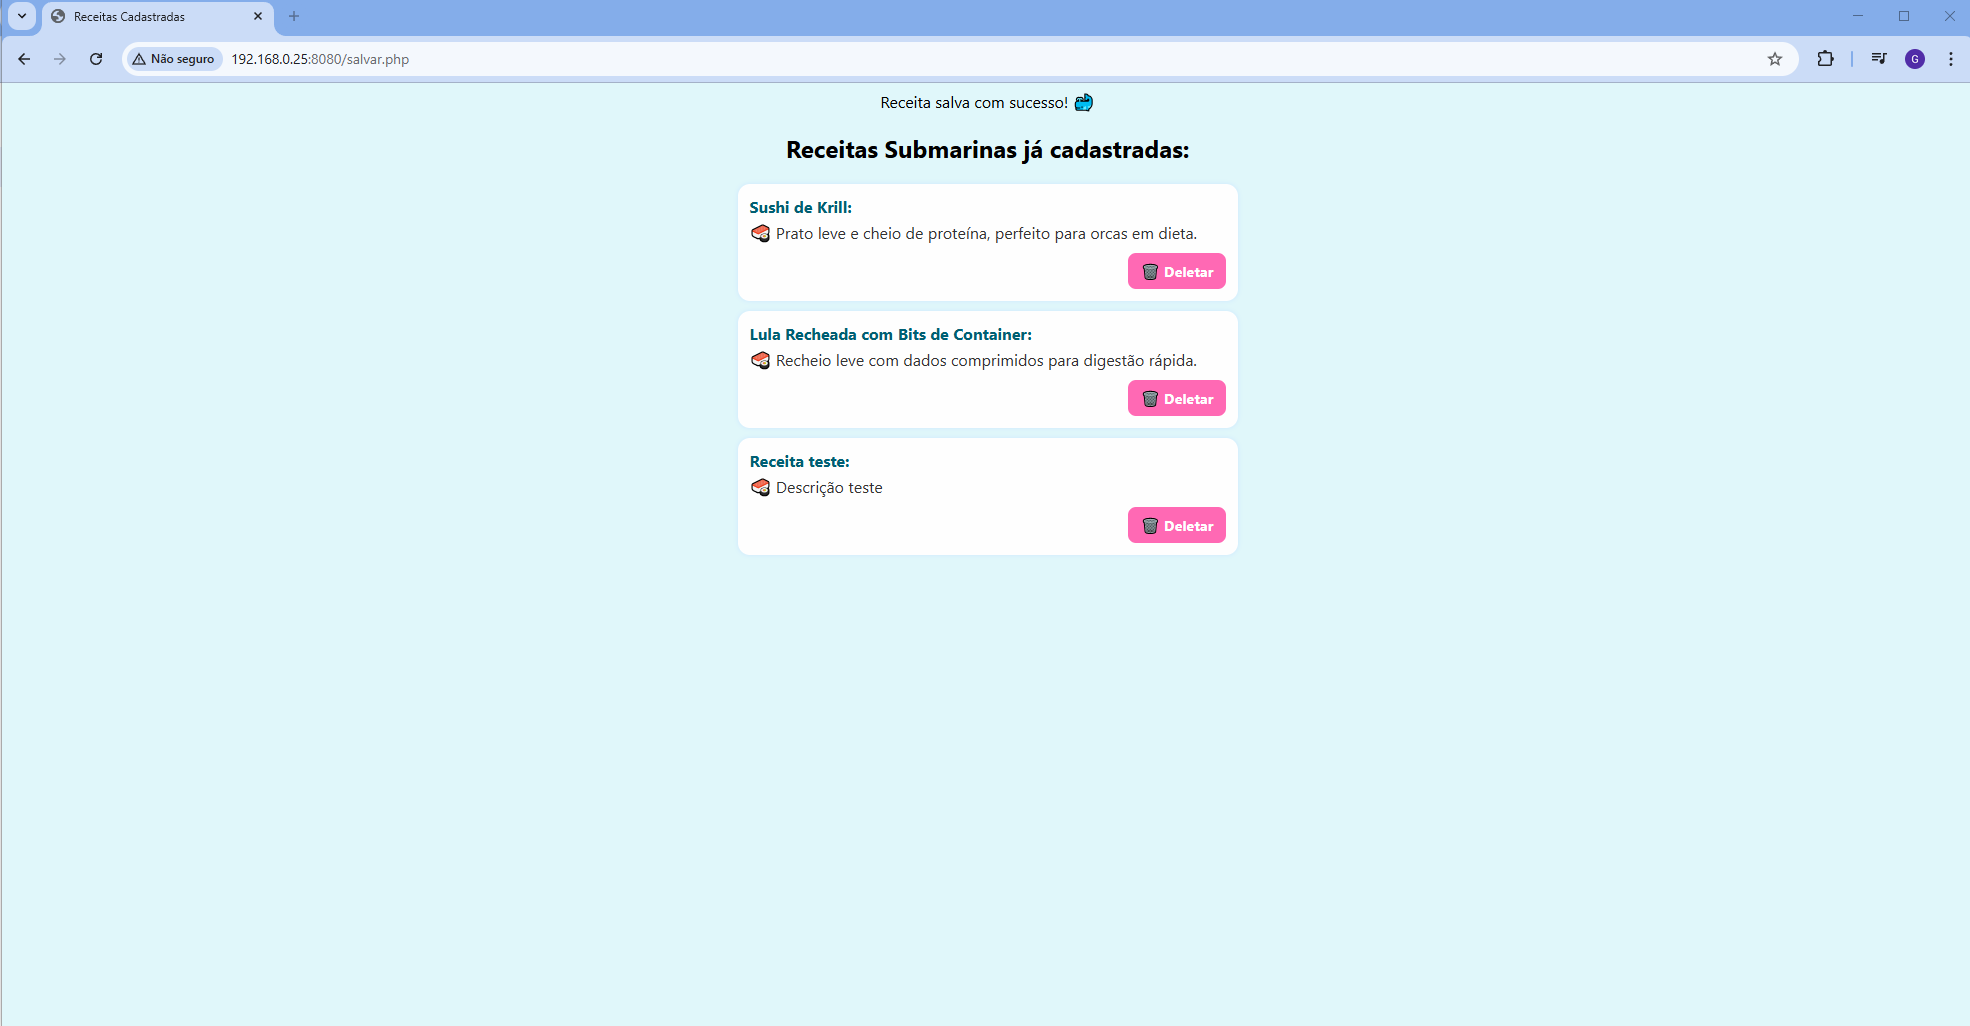 Receitas Cadastradas
Não seguro 192.168.0.25:8080/salvar.php
G
Receita salva com sucesso!
Receitas Submarinas já cadastradas:
Sushi de Krill:
🍣 Prato leve e cheio de proteína, perfeito para orcas em dieta.
🗑️ Deletar
Lula Recheada com Bits de Container:
🍣 Recheio leve com dados comprimidos para digestão rápida.
🗑️ Deletar
Receita teste:
🍣 Descrição teste
🗑️ Deletar